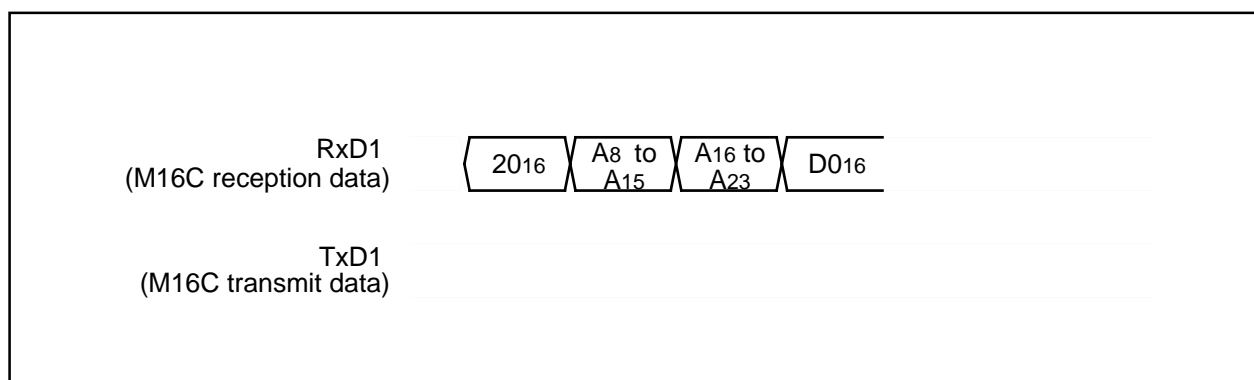 RxD1
(M16C reception data)
2016
A8 to
A15
A16 to
A23
D016
TxD1
(M16C transmit data)